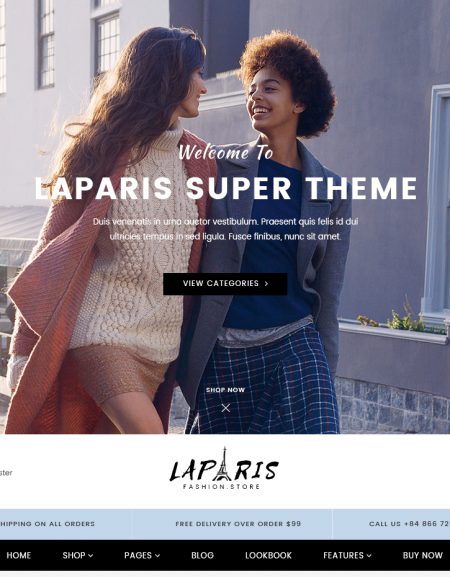 Welcome To
LAPARIS SUPER THEME
Duis venenatis in urna auctor vestibulum. Praesent quis felis id dui
ultricies tempus in sed ligula. Fusce finibus, nunc sit amet.
VIEW CATEGORIES
SHOP NOW
LAPARIS
FASHION.STORE
HIPPING ON ALL ORDERS
FREE DELIVERY OVER ORDER $99
CALL US +84 866 72
HOME SHOP PAGES BLOG LOOKBOOK FEATURES BUY NOW